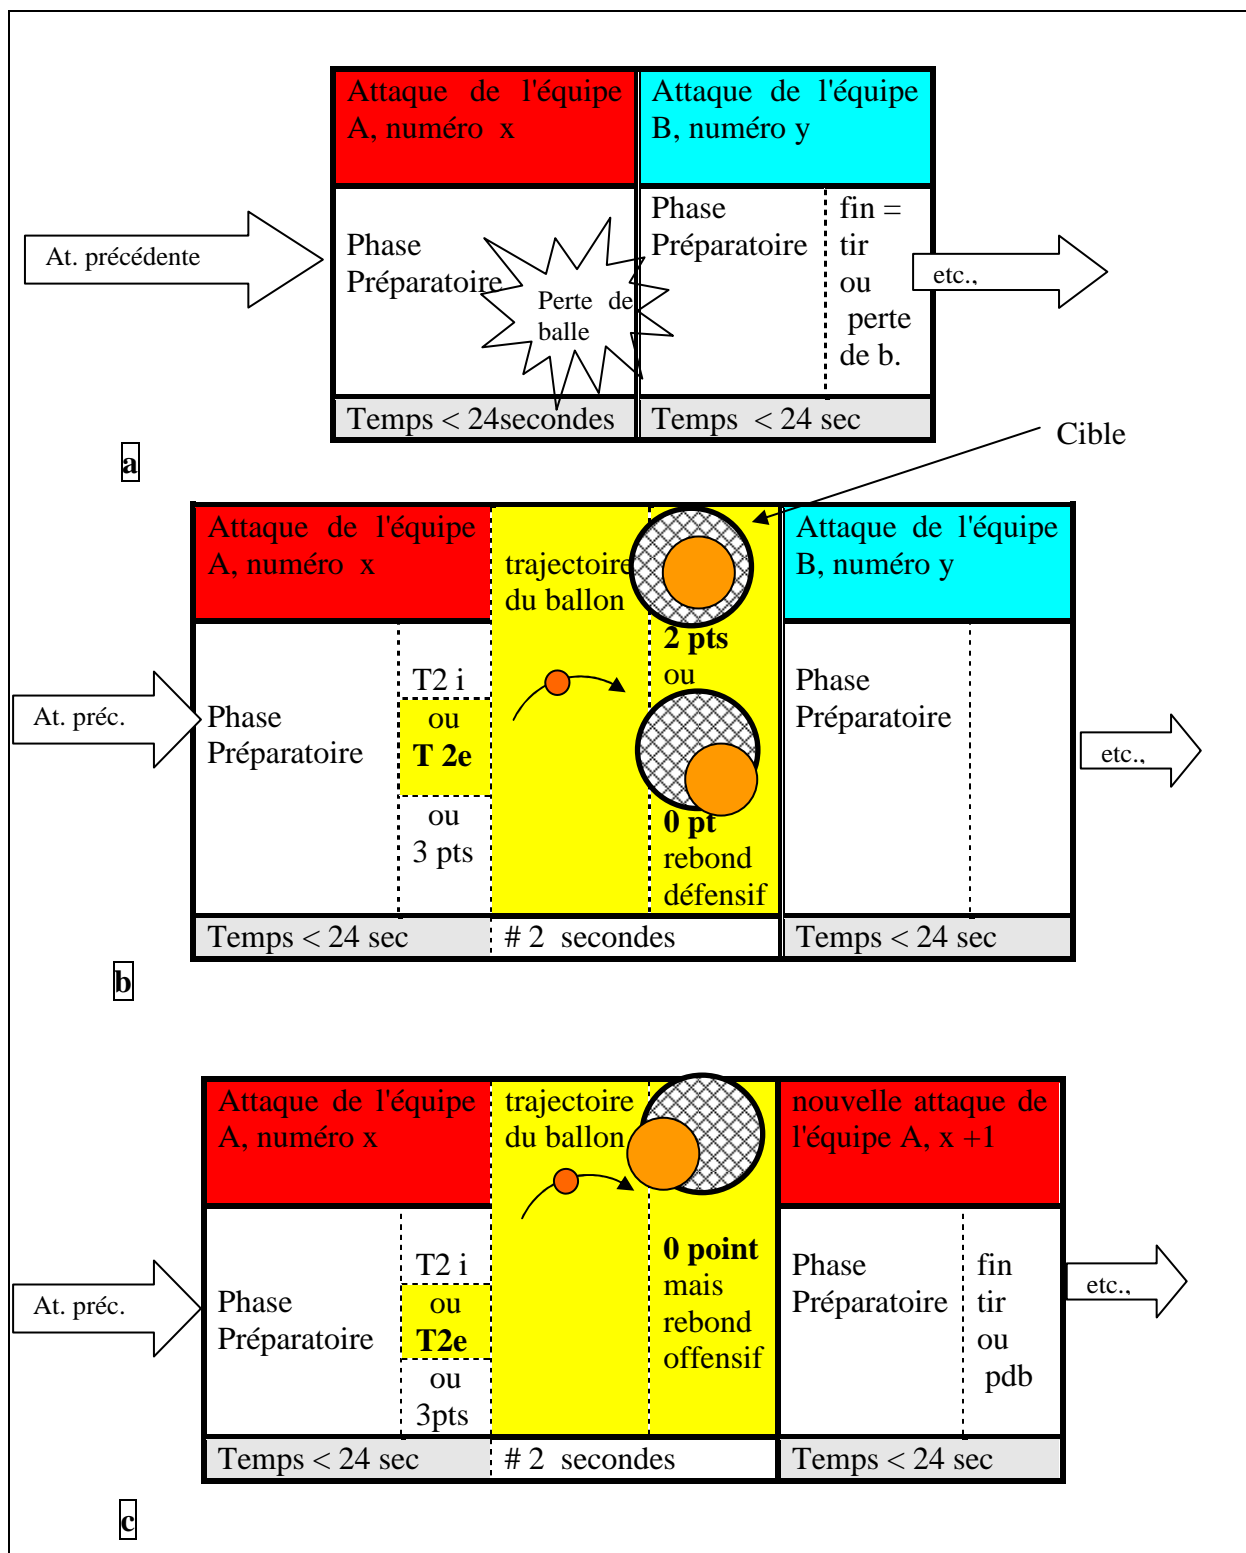 Attaque de l'équipe
A, numéro x
Attaque de l'équipe
B, numéro y
At. précédente
Phase
Préparatoire
Perte de
balle
Phase
Préparatoire
fin =
tir
ou
perte
de b.
etc.,
Temps < 24secondes
Temps < 24 sec
a
Cible
Attaque de l'équipe
A, numéro x
trajectoire
du ballon
Attaque de l'équipe
B, numéro y
At. préc.
Phase
Préparatoire
T2 i
ou
T 2e
ou
3 pts
2 pts
ou
0 pt
rebond
défensif
Phase
Préparatoire
etc.,
Temps < 24 sec
# 2 secondes
Temps < 24 sec
b
Attaque de l'équipe
A, numéro x
trajectoire
du ballon
nouvelle attaque de
l'équipe A, x +1
At. préc.
Phase
Préparatoire
T2 i
ou
T2e
ou
3pts
0 point
mais
rebond
offensif
Phase
Préparatoire
fin
tir
ou
pdb
etc.,
Temps < 24 sec
# 2 secondes
Temps < 24 sec
c